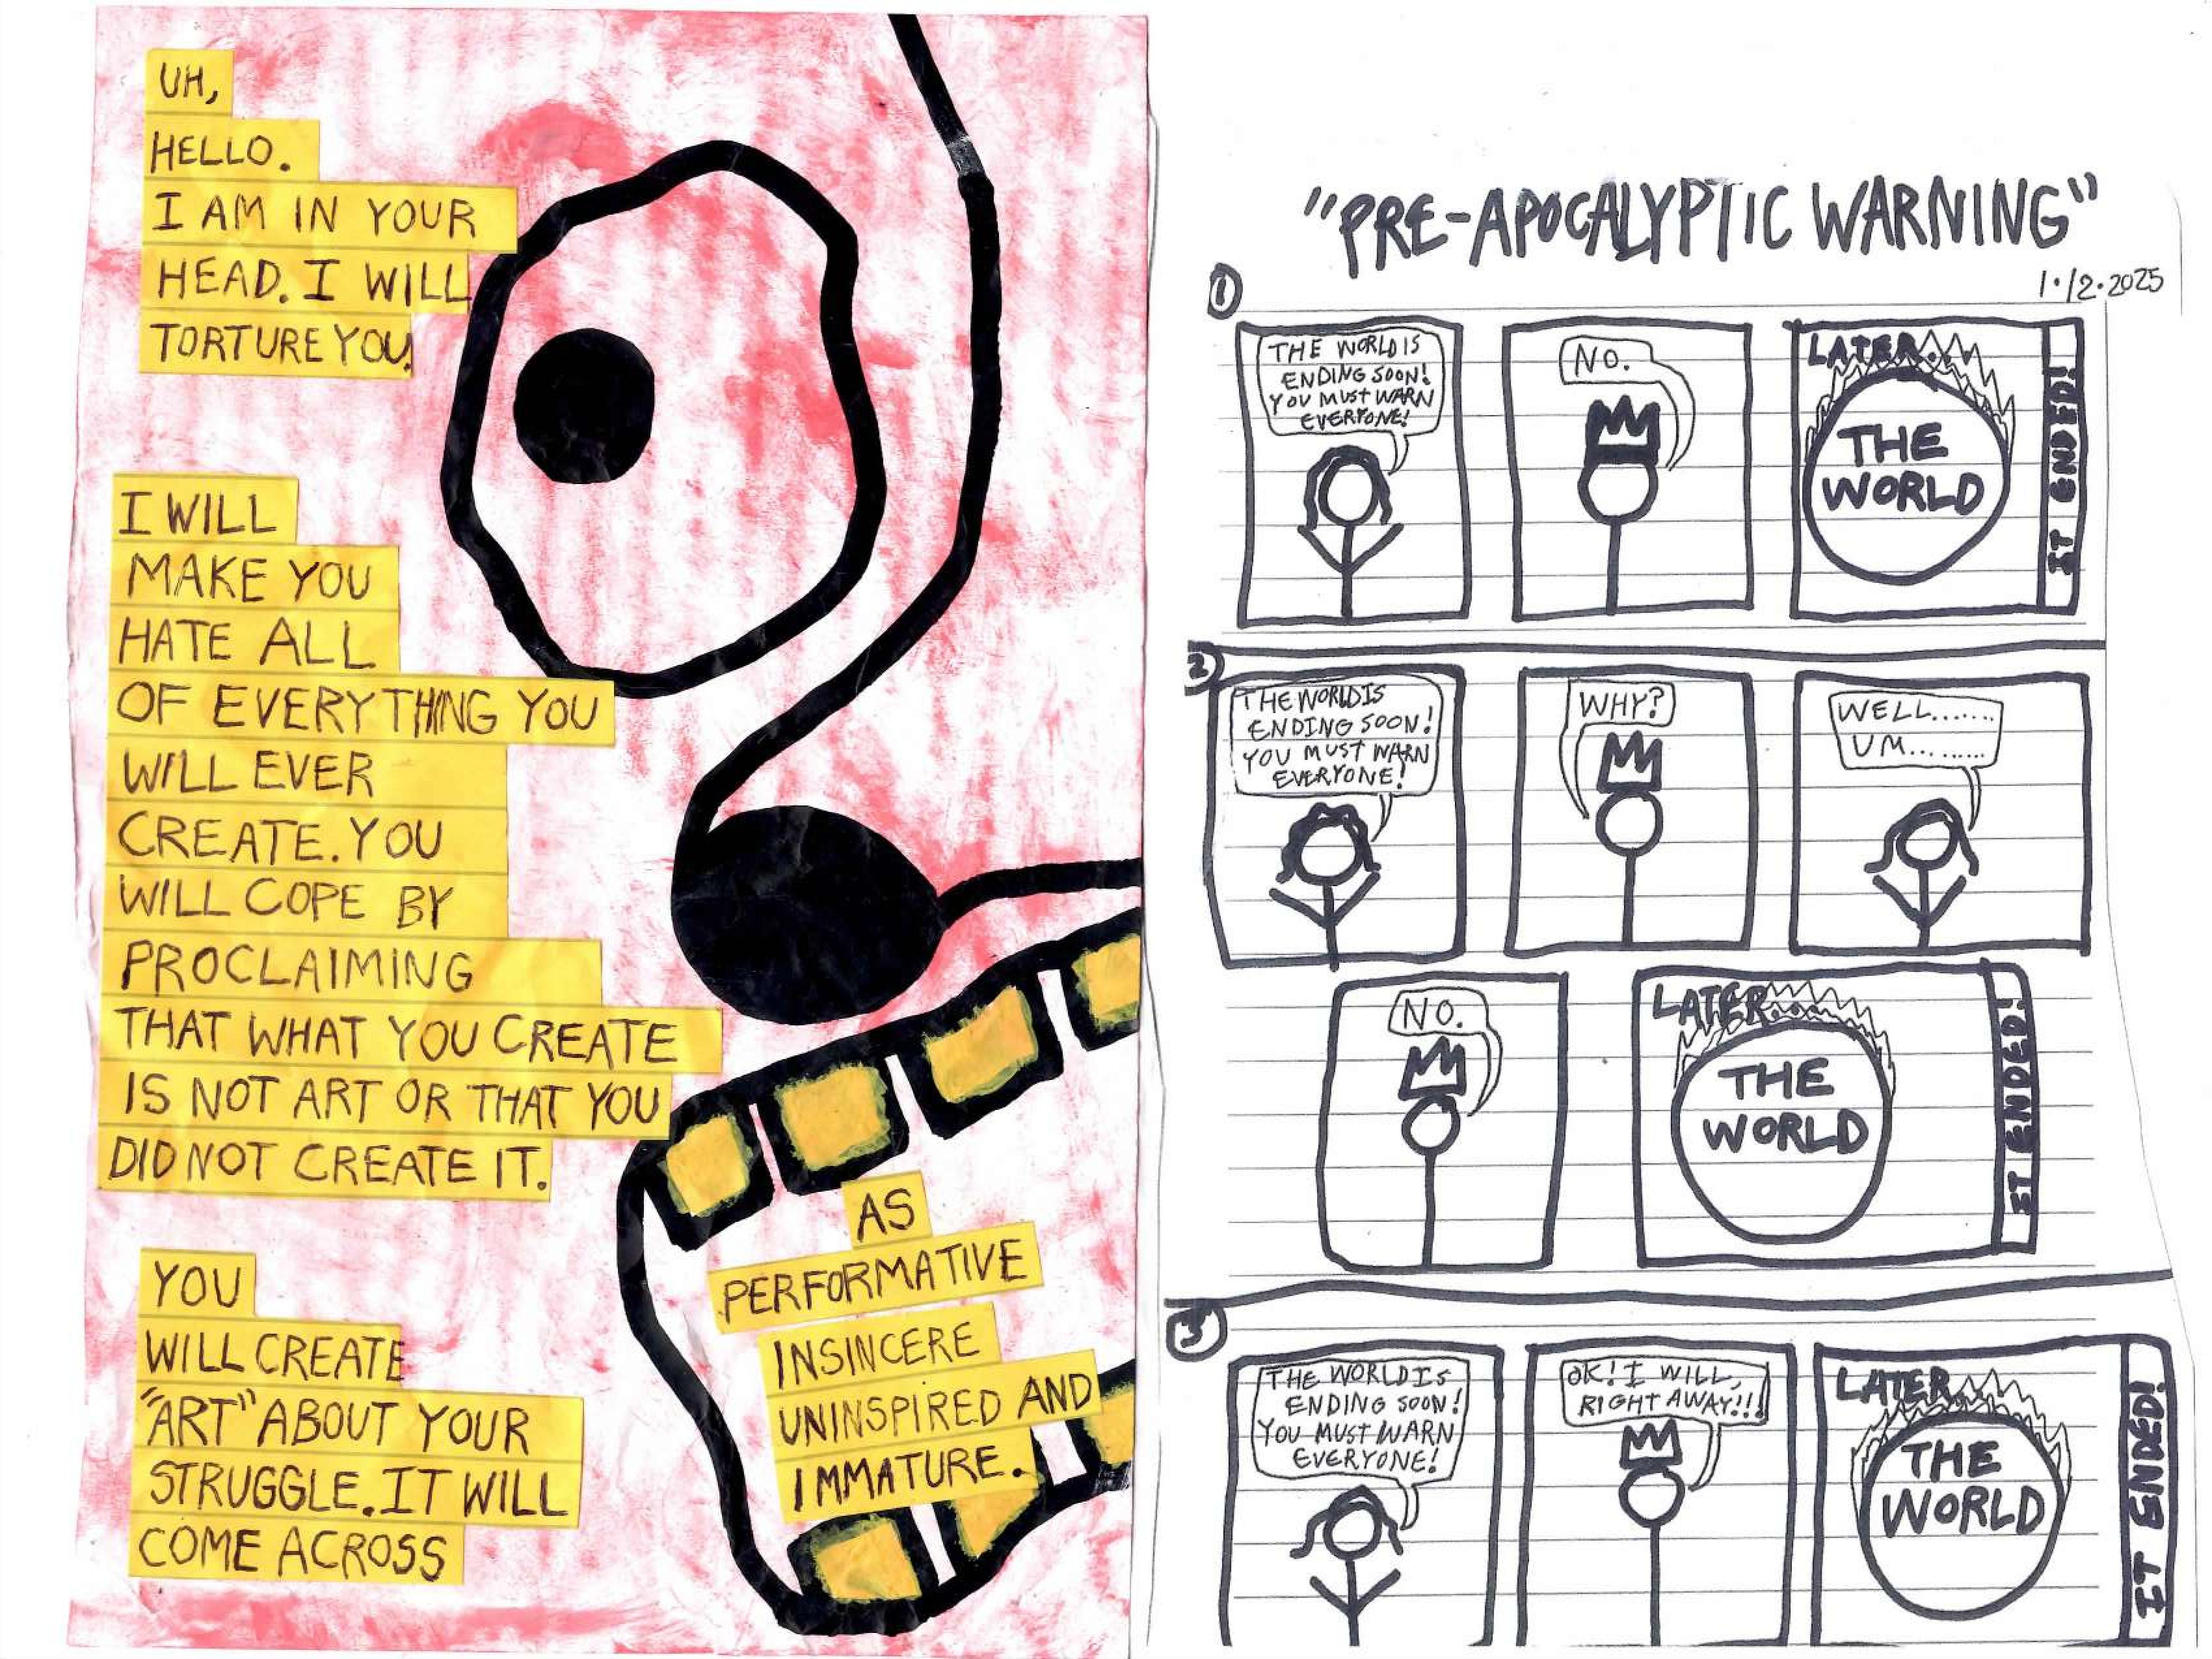 UH,
HELLO.
I AM IN YOUR
HEAD. I WILL
TORTURE YOU.
I WILL
MAKE YOU
HATE ALL
OF EVERYTHING YOU
WILL EVER
CREATE. YOU
WILL COPE BY
PROCLAIMING
THAT WHAT YOU CREATE
IS NOT ART OR THAT YOU
DID NOT CREATE IT.
YOU
WILL CREATE
"ART" ABOUT YOUR
STRUGGLE. IT WILL
COME ACROSS
AS
PERFORMATIVE
INSINCERE
UNINSPIRED AND
IMMATURE.
"PRE-APOCALYPTIC WARNING"
1·12·2025
1
THE WORLD IS
ENDING SOON!
YOU MUST WARN
EVERYONE!
NO.
LATER...
THE
WORLD
IT ENDED!
2
THE WORLD IS
ENDING SOON!
YOU MUST WARN
EVERYONE!
WHY?
WELL.......
UM.........
NO.
LATER...
THE
WORLD
IT ENDED!
3
THE WORLD IS
ENDING SOON!
YOU MUST WARN
EVERYONE!
OK! I WILL,
RIGHT AWAY!!!
LATER...
THE
WORLD
IT ENDED!